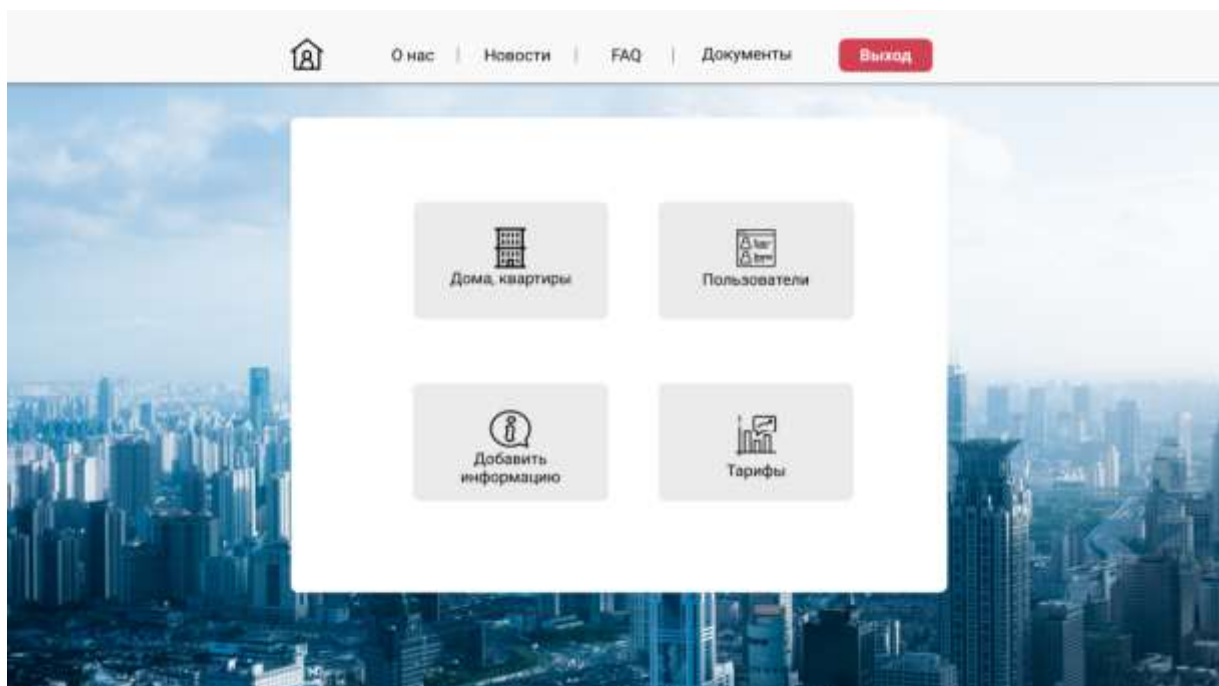 О нас | Новости | FAQ | Документы Выход
Дома, квартиры Пользователи
Добавить
информацию
Тарифы